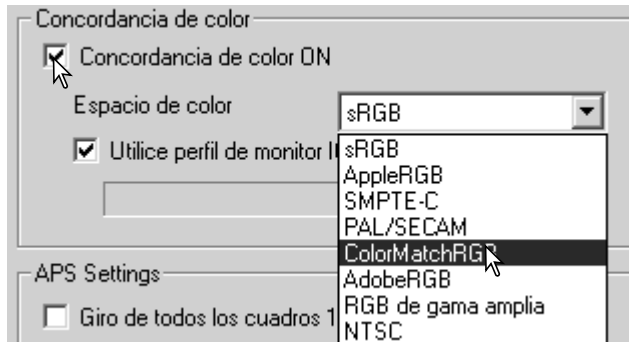 Concordancia de color
Concordancia de color ON
Espacio de color
sRGB
Utilice perfil de monitor
sRGB
AppleRGB
SMPTE-C
PAL/SECAM
ColorMatchRGB
AdobeRGB
RGB de gama amplia
NTSC
APS Settings
Giro de todos los cuadros